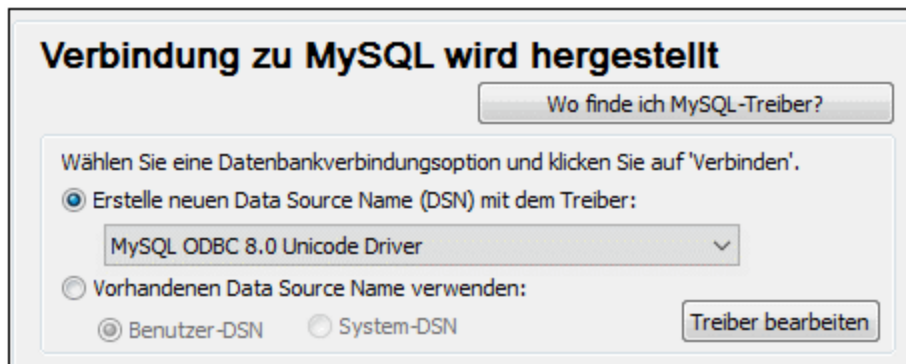 Verbindung zu MySQL wird hergestellt
Wo finde ich MySQL-Treiber?
Wählen Sie eine Datenbankverbindungsoption und klicken Sie auf 'Verbinden'.
Erstelle neuen Data Source Name (DSN) mit dem Treiber:
MySQL ODBC 8.0 Unicode Driver
Vorhandenen Data Source Name verwenden:
Benutzer-DSN System-DSN Treiber bearbeiten